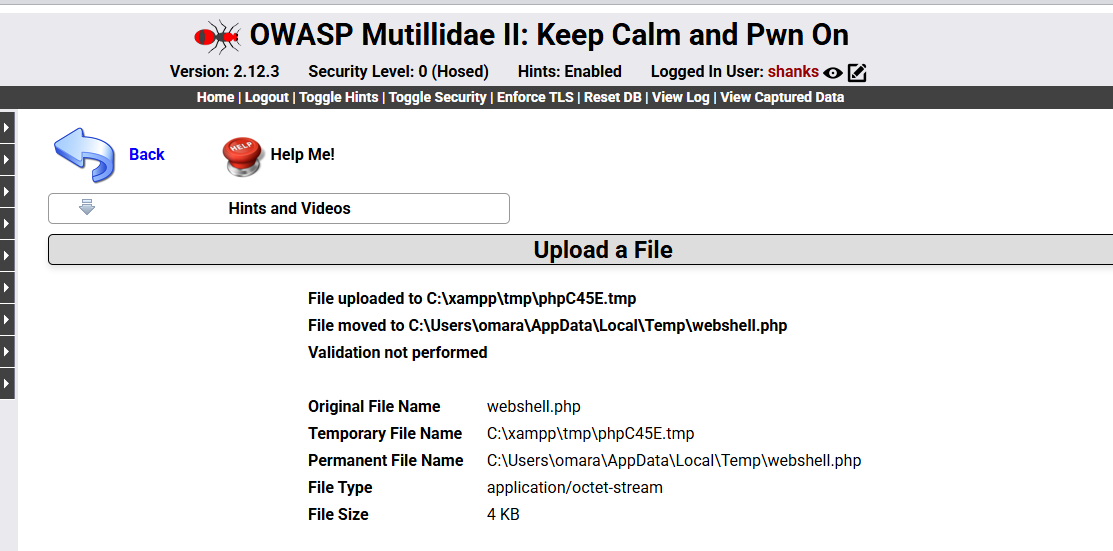 OWASP Mutillidae II: Keep Calm and Pwn On
Version: 2.12.3 Security Level: 0 (Hosed) Hints: Enabled Logged In User: shanks
Home | Logout | Toggle Hints | Toggle Security | Enforce TLS | Reset DB | View Log | View Captured Data
Back HELP Help Me!
Hints and Videos
Upload a File
File uploaded to C:\xampp\tmp\phpC45E.tmp
File moved to C:\Users\omara\AppData\Local\Temp\webshell.php
Validation not performed
Original File Name webshell.php
Temporary File Name C:\xampp\tmp\phpC45E.tmp
Permanent File Name C:\Users\omara\AppData\Local\Temp\webshell.php
File Type application/octet-stream
File Size 4 KB